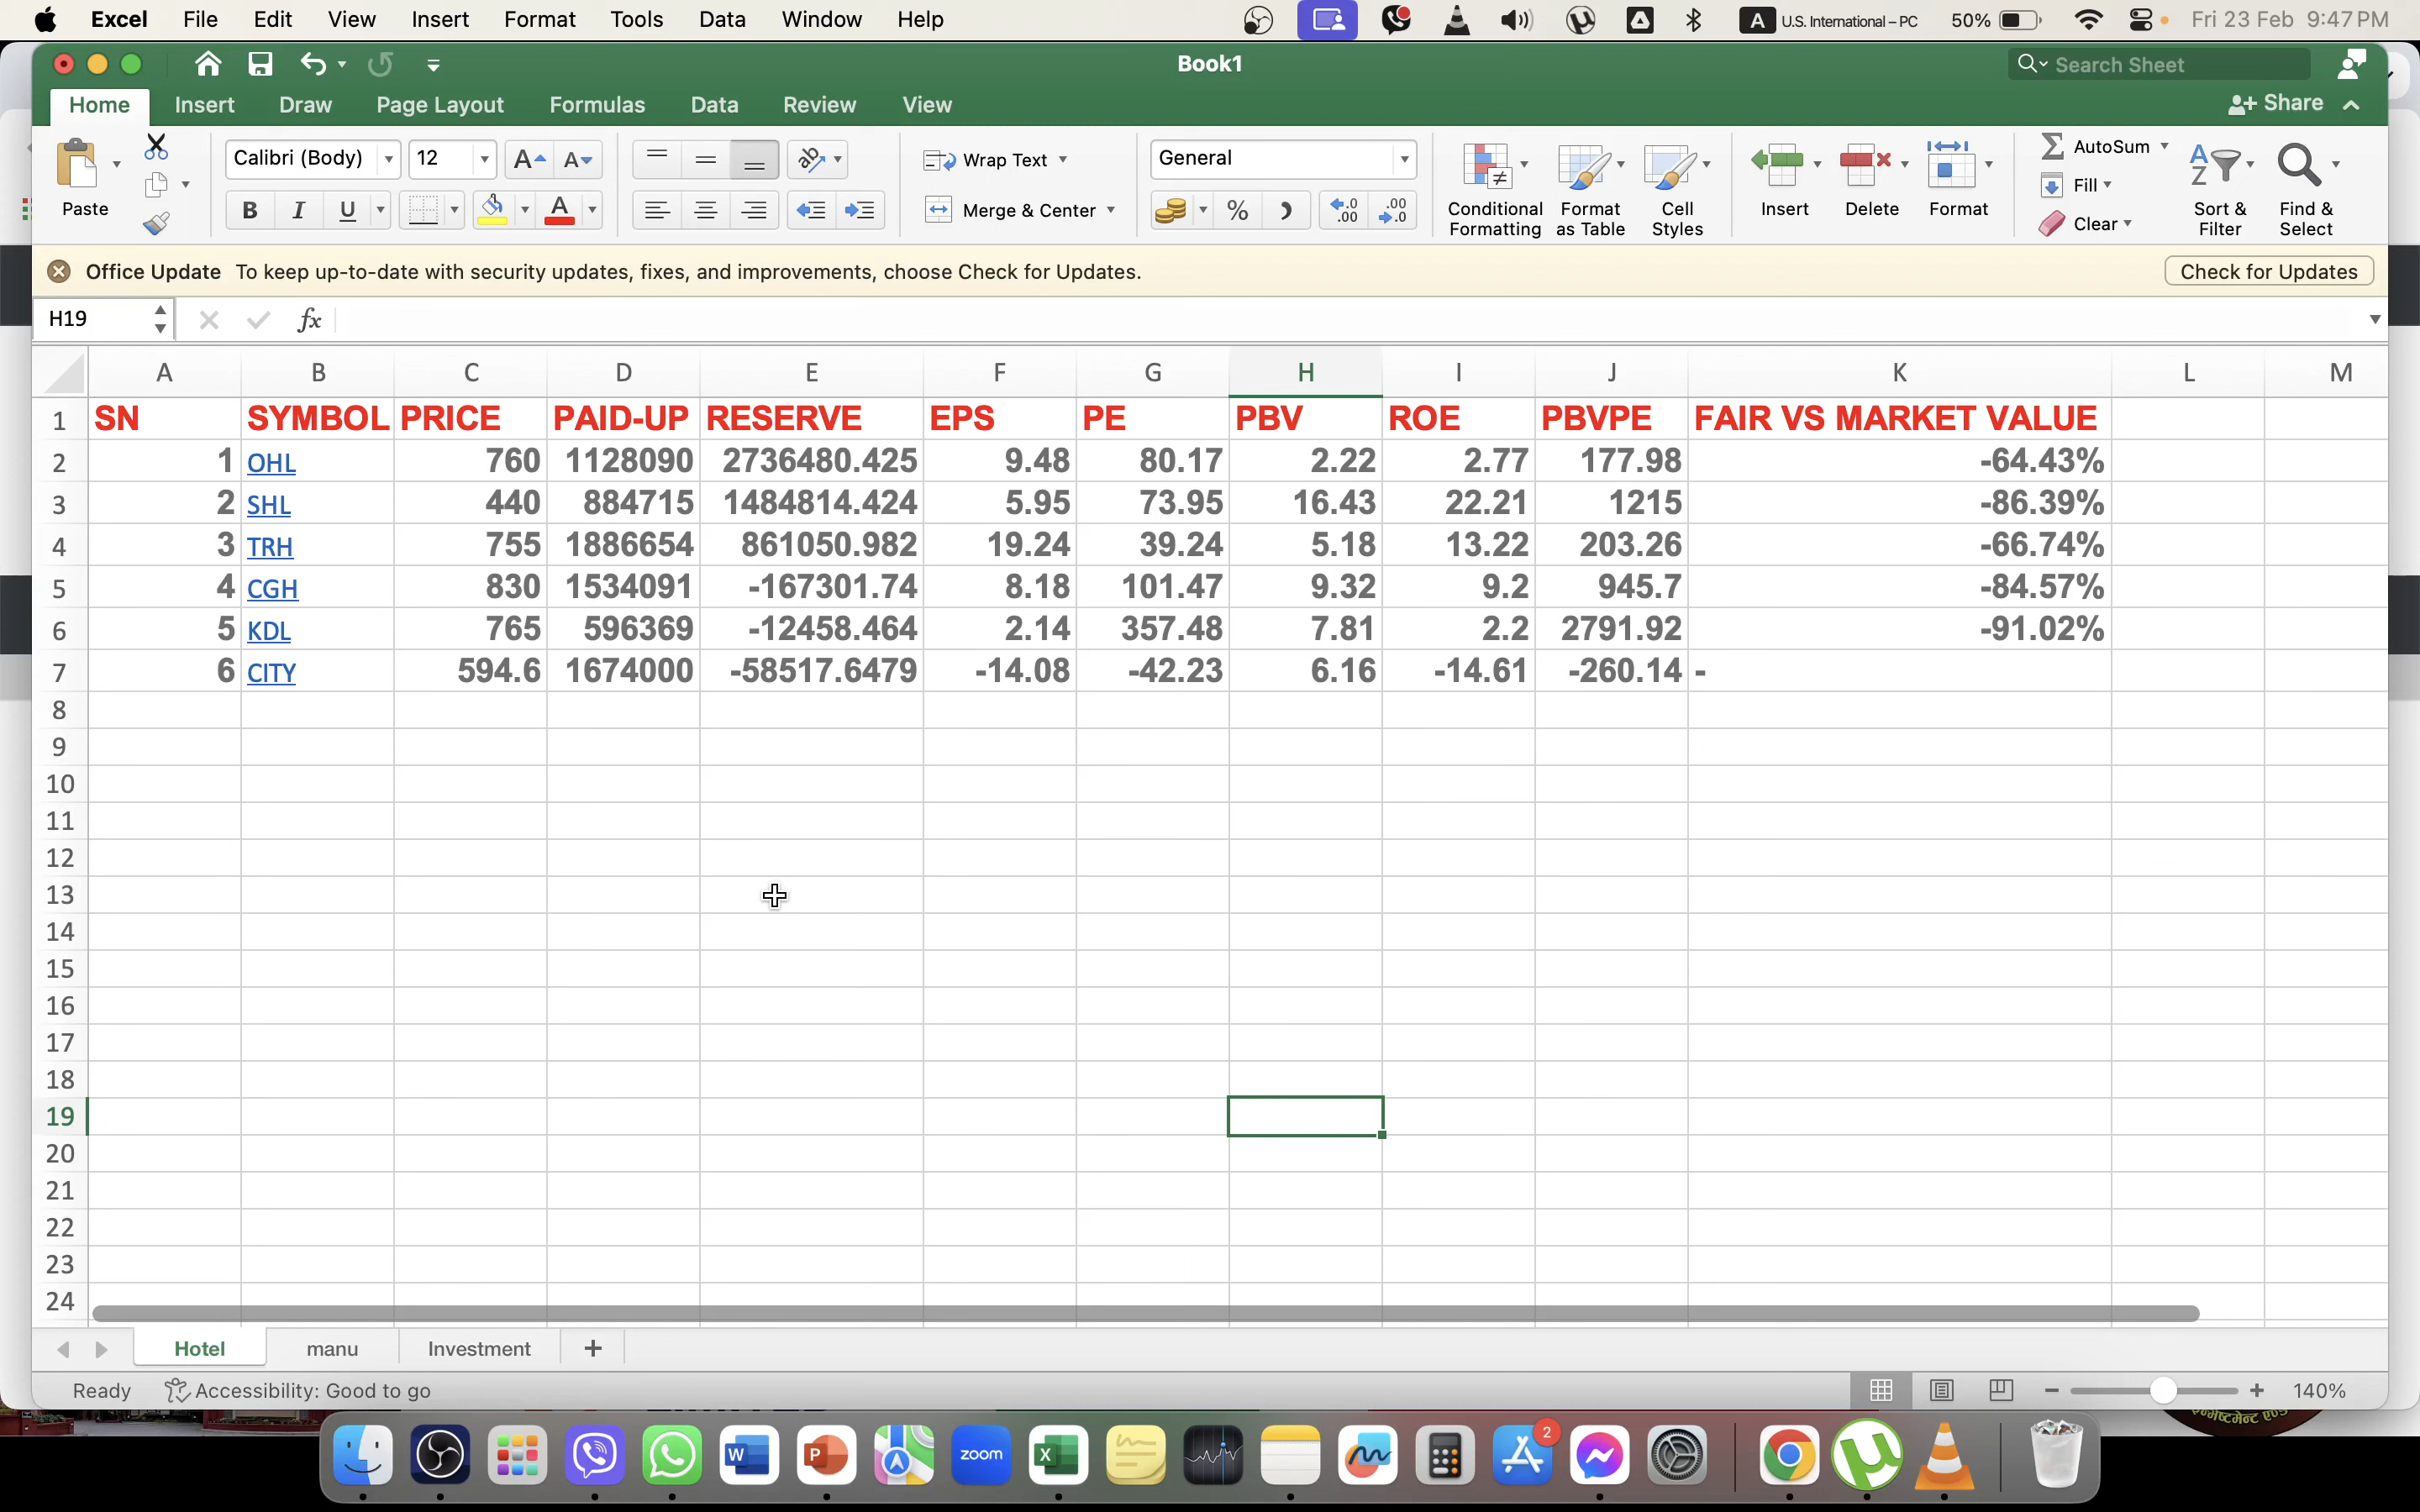 Excel File Edit View Insert Format Tools Data Window Help A U.S. International – PC 50% Fri 23 Feb 9:47 PM
Book1
Search Sheet
Home Insert Draw Page Layout Formulas Data Review View
Share
Paste
Calibri (Body) 12
Wrap Text
Merge & Center
General
Conditional Formatting
Format as Table
Cell Styles
Insert
Delete
Format
AutoSum
Fill
Clear
Sort & Filter
Find & Select
Office Update To keep up-to-date with security updates, fixes, and improvements, choose Check for Updates. Check for Updates
H19 fx
A B C D E F G H I J K L M
1 SN SYMBOL PRICE PAID-UP RESERVE EPS PE PBV ROE PBVPE FAIR VS MARKET VALUE
2 1 OHL 760 1128090 2736480.425 9.48 80.17 2.22 2.77 177.98 -64.43%
3 2 SHL 440 884715 1484814.424 5.95 73.95 16.43 22.21 1215 -86.39%
4 3 TRH 755 1886654 861050.982 19.24 39.24 5.18 13.22 203.26 -66.74%
5 4 CGH 830 1534091 -167301.74 8.18 101.47 9.32 9.2 945.7 -84.57%
6 5 KDL 765 596369 -12458.464 2.14 357.48 7.81 2.2 2791.92 -91.02%
7 6 CITY 594.6 1674000 -58517.6479 -14.08 -42.23 6.16 -14.61 -260.14 -
8
9
10
11
12
13
14
15
16
17
18
19
20
21
22
23
24
Hotel manu Investment +
Ready Accessibility: Good to go 140%
zoom
2